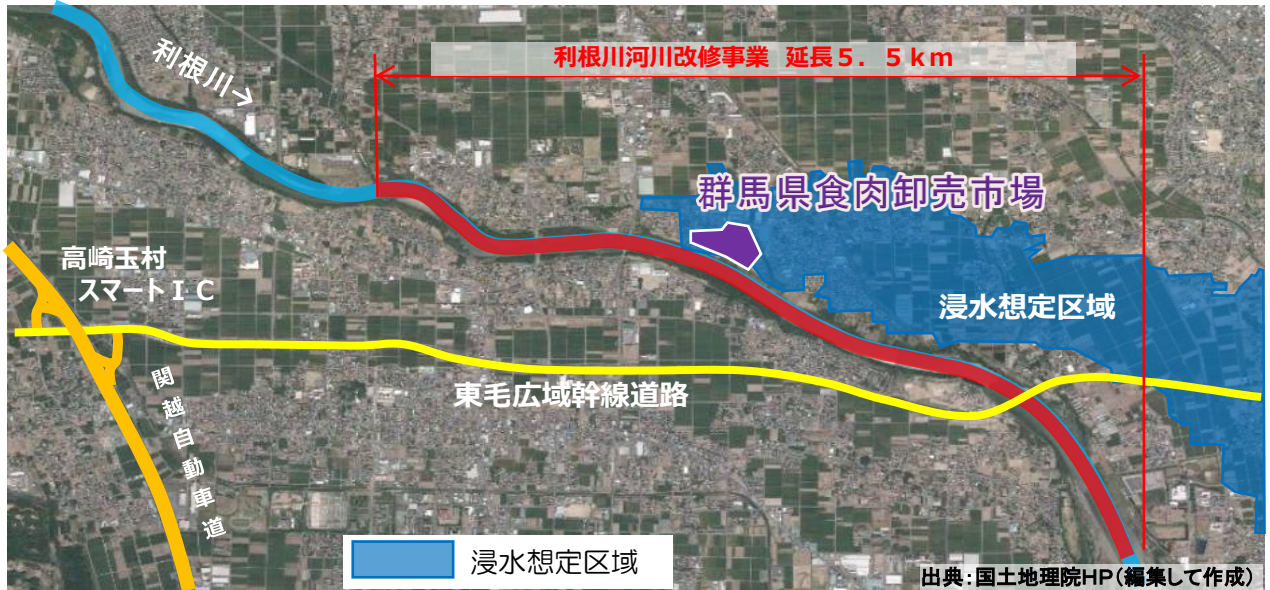 利根川河川改修事業 延長５．５ｋｍ
利根川→
群馬県食肉卸売市場
高崎玉村
スマートＩＣ
浸水想定区域
東毛広域幹線道路
関越自動車道
浸水想定区域
出典：国土地理院HP（編集して作成）